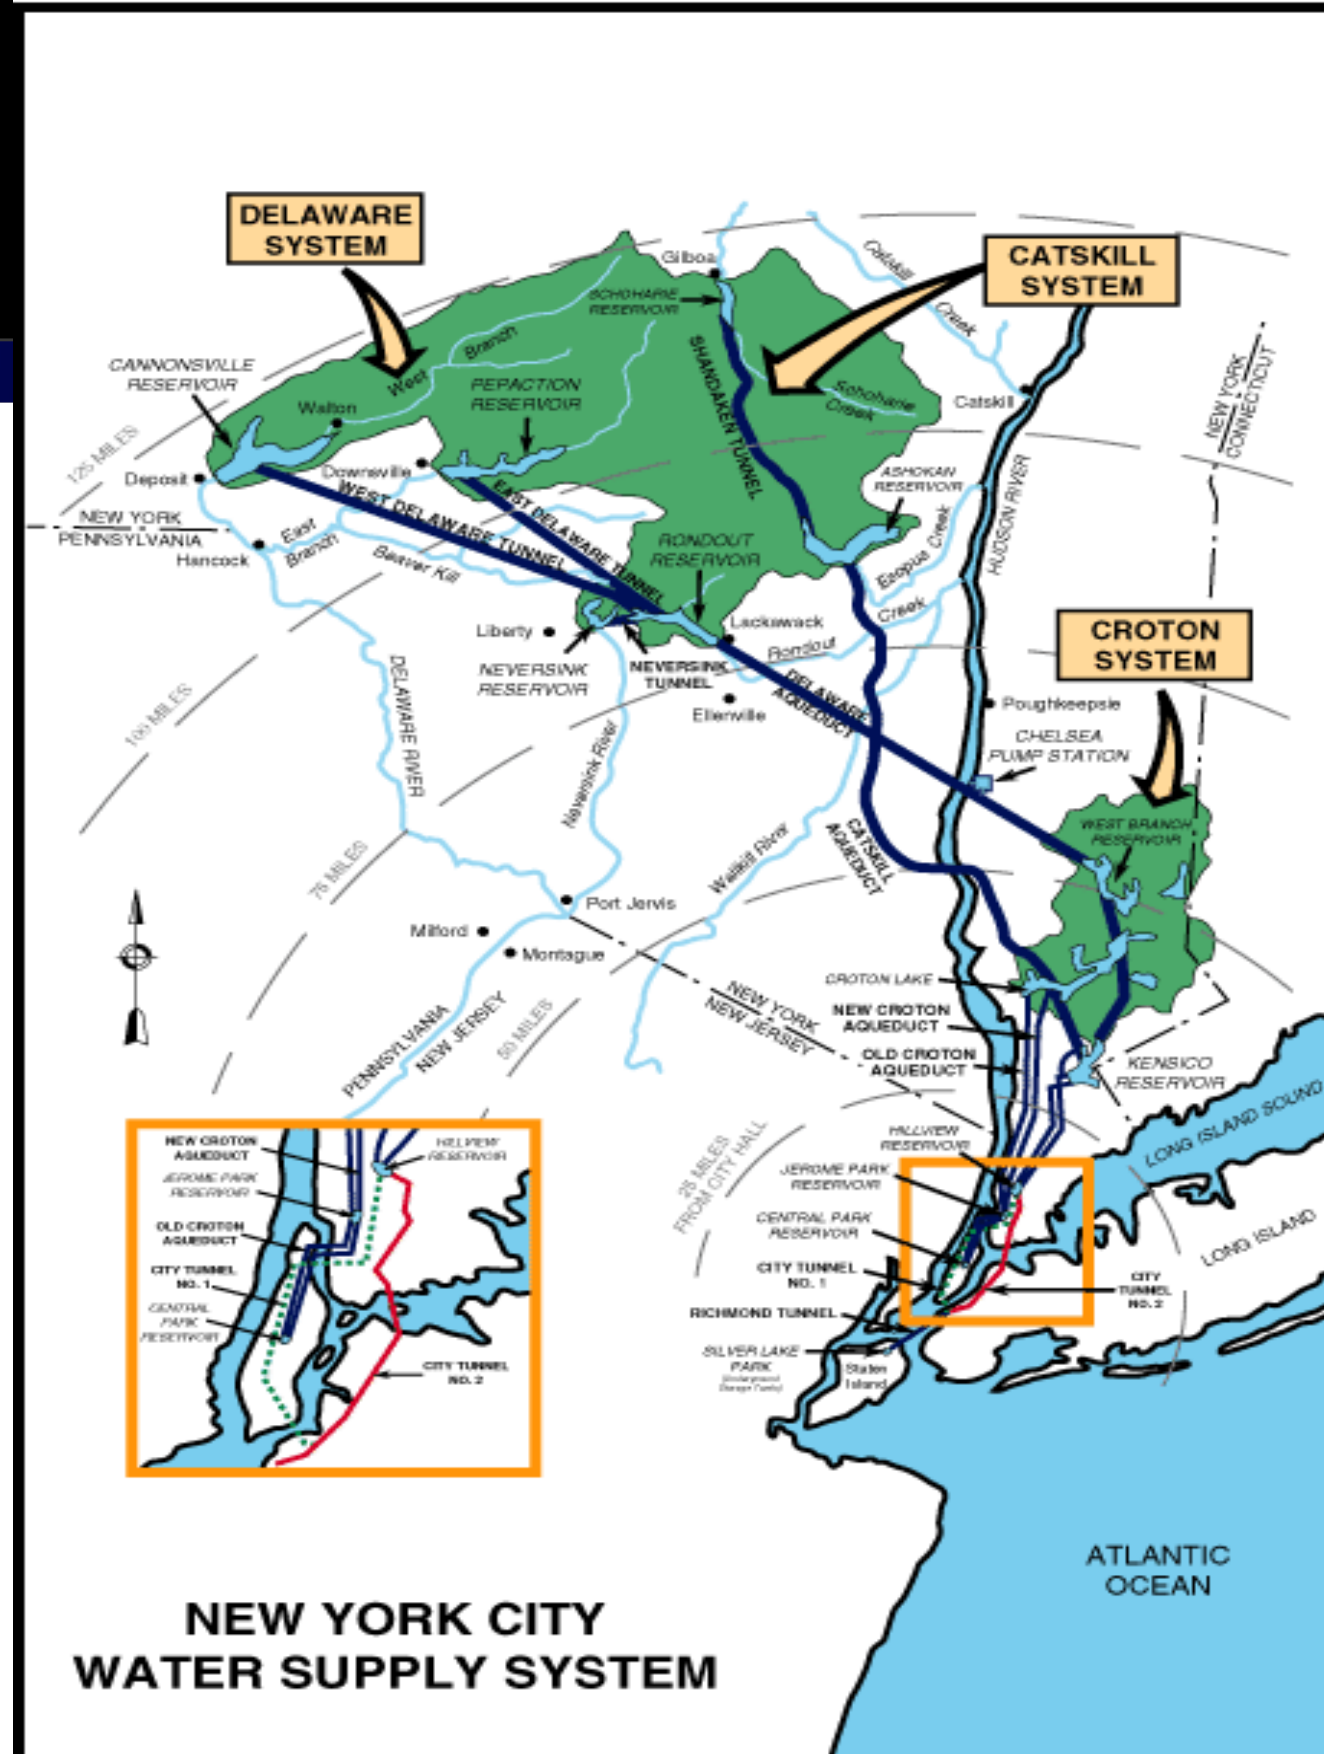 DELAWARE
SYSTEM
CATSKILL
SYSTEM
Gilboa
Catskill
Creek
SCHOHARIE
RESERVOIR
CANNONSVILLE
RESERVOIR
West
Branch
PEPACTION
RESERVOIR
SHANDAKEN TUNNEL
Schoharie
Creek
Catskill
NEW YORK
CONNECTICUT
Walton
125 MILES
Deposit
Downsville
ASHOKAN
RESERVOIR
HUDSON RIVER
WEST DELAWARE TUNNEL
EAST DELAWARE TUNNEL
NEW YORK
PENNSYLVANIA
Hancock
East
Branch
Beaver Kill
RONDOUT
RESERVOIR
Esopus Creek
Creek
Rondout
Lackawack
Liberty
NEVERSINK
RESERVOIR
NEVERSINK
TUNNEL
Ellenville
CROTON
SYSTEM
DELAWARE
AQUEDUCT
Poughkeepsie
CHELSEA
PUMP STATION
100 MILES
DELAWARE RIVER
Neversink River
WEST BRANCH
RESERVOIR
CATSKILL
AQUEDUCT
Wallkill River
75 MILES
Port Jervis
Milford
Montague
CROTON LAKE
NEW YORK
NEW JERSEY
NEW CROTON
AQUEDUCT
OLD CROTON
AQUEDUCT
PENNSYLVANIA
NEW JERSEY
50 MILES
KENSICO
RESERVOIR
LONG ISLAND SOUND
HILLVIEW
RESERVOIR
25 MILES
FROM CITY HALL
JEROME PARK
RESERVOIR
CENTRAL PARK
RESERVOIR
LONG ISLAND
CITY TUNNEL
NO. 1
CITY
TUNNEL
NO. 2
RICHMOND TUNNEL
SILVER LAKE
PARK
(Underground
Storage Tanks)
Staten
Island
NEW CROTON
AQUEDUCT
HILLVIEW
RESERVOIR
JEROME PARK
RESERVOIR
OLD CROTON
AQUEDUCT
CITY TUNNEL
NO. 1
CENTRAL
PARK
RESERVOIR
CITY TUNNEL
NO. 2
ATLANTIC
OCEAN
NEW YORK CITY
WATER SUPPLY SYSTEM